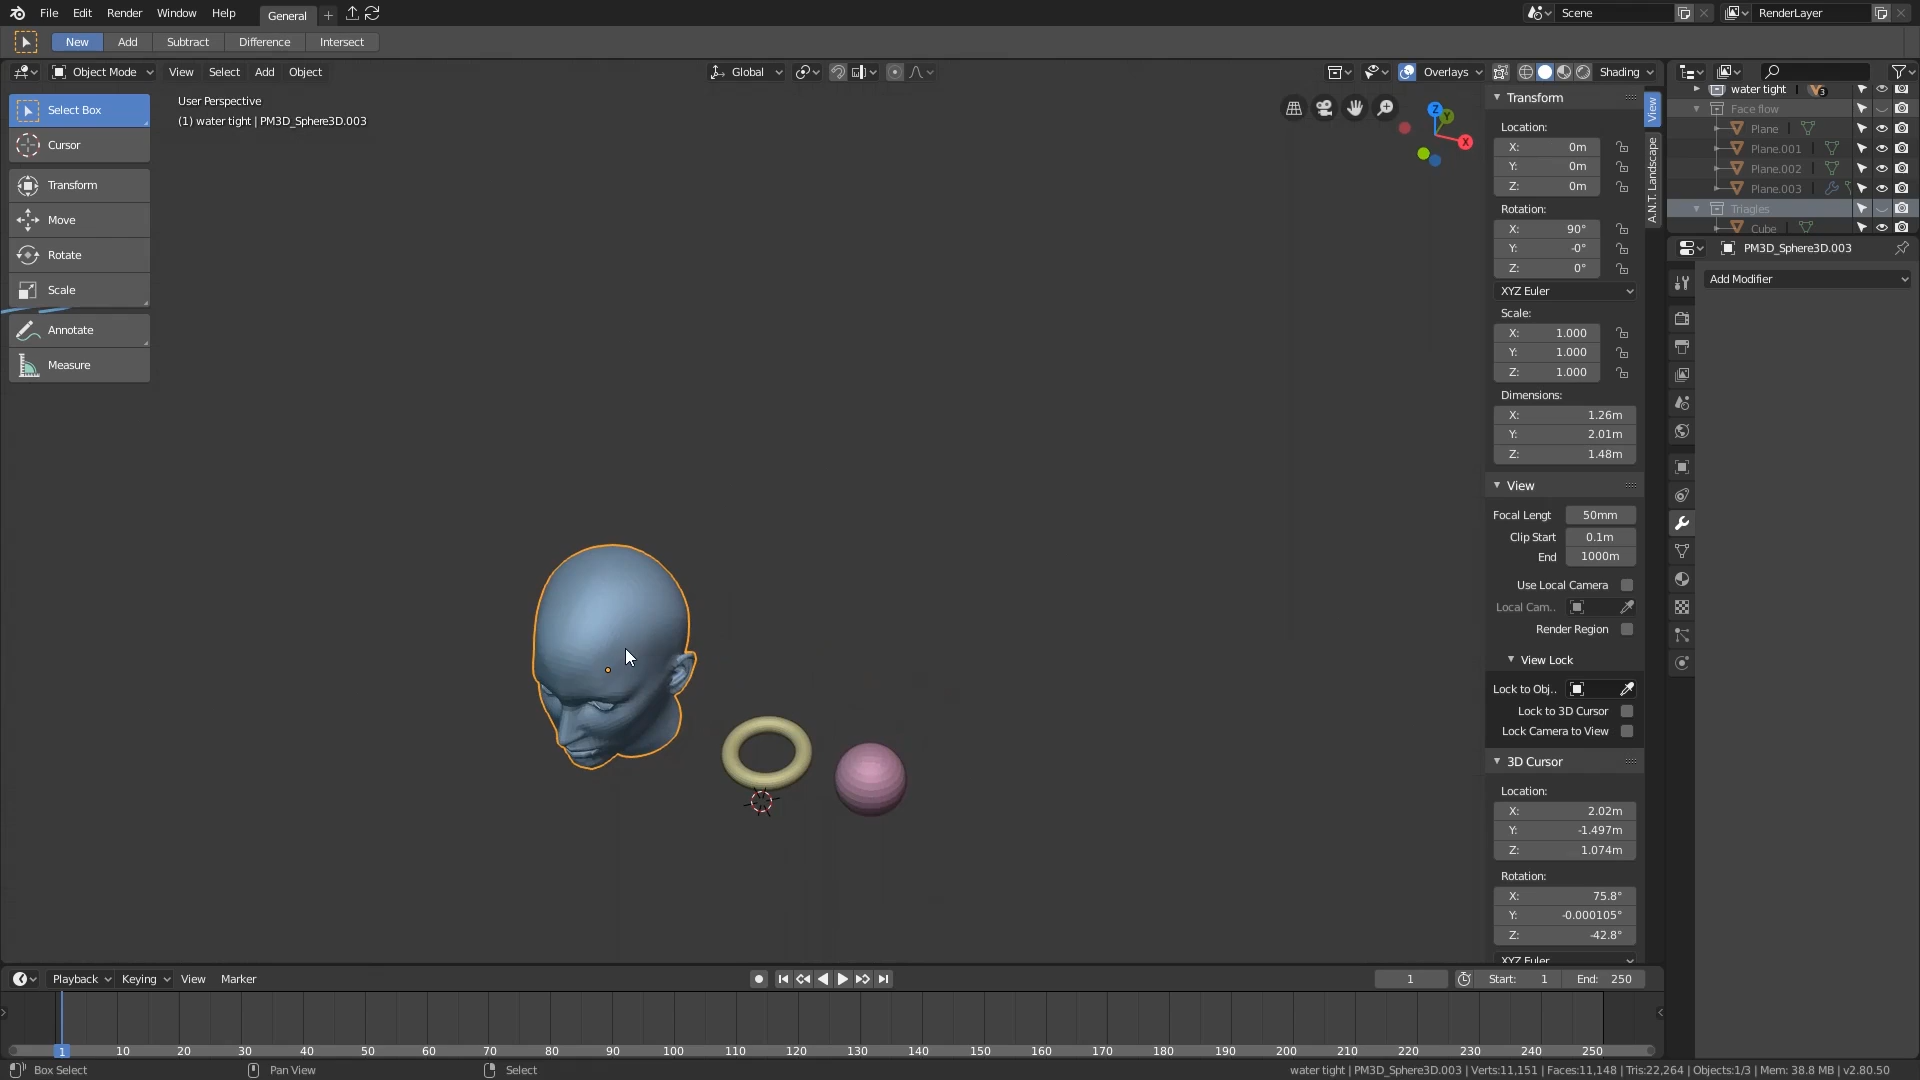 File Edit Render Window Help General + Scene RenderLayer
New Add Subtract Difference Intersect
Object Mode View Select Add Object Global Overlays Shading
Select Box
Cursor
Transform
Move
Rotate
Scale
Annotate
Measure
User Perspective
(1) water tight | PM3D_Sphere3D.003
Z
Y
X
Transform
Location:
X: 0m
Y: 0m
Z: 0m
Rotation:
X: 90°
Y: -0°
Z: 0°
XYZ Euler
Scale:
X: 1.000
Y: 1.000
Z: 1.000
Dimensions:
X: 1.26m
Y: 2.01m
Z: 1.48m
View
Focal Lengt 50mm
Clip Start 0.1m
End 1000m
Use Local Camera
Local Cam..
Render Region
View Lock
Lock to Obj..
Lock to 3D Cursor
Lock Camera to View
3D Cursor
Location:
X: 2.02m
Y: -1.497m
Z: 1.074m
Rotation:
X: 75.8°
Y: -0.000105°
Z: -42.8°
XYZ Euler
View
A.N.T. Landscape
water tight 3
Face flow
Plane
Plane.001
Plane.002
Plane.003
Triagles
Cube
PM3D_Sphere3D.003
Add Modifier
Playback Keying View Marker 1 Start: 1 End: 250
1 10 20 30 40 50 60 70 80 90 100 110 120 130 140 150 160 170 180 190 200 210 220 230 240 250
Box Select Pan View Select water tight | PM3D_Sphere3D.003 | Verts:11,151 | Faces:11,148 | Tris:22,264 | Objects:1/3 | Mem: 38.8 MB | v2.80.50